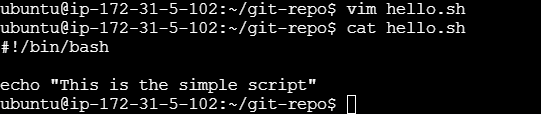 ubuntu@ip-172-31-5-102:~/git-repo$ vim hello.sh
ubuntu@ip-172-31-5-102:~/git-repo$ cat hello.sh
#!/bin/bash

echo "This is the simple script"
ubuntu@ip-172-31-5-102:~/git-repo$